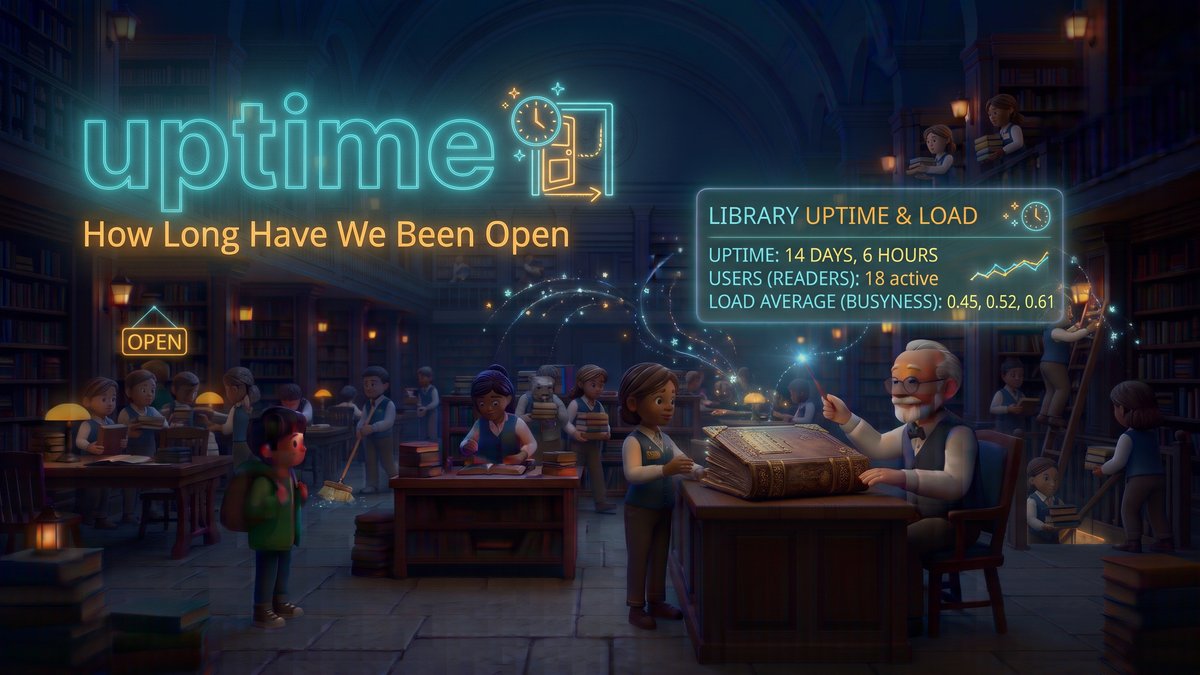 uptime
How Long Have We Been Open
LIBRARY UPTIME & LOAD
UPTIME: 14 DAYS, 6 HOURS
USERS (READERS): 18 active
LOAD AVERAGE (BUSYNESS): 0.45, 0.52, 0.61
OPEN